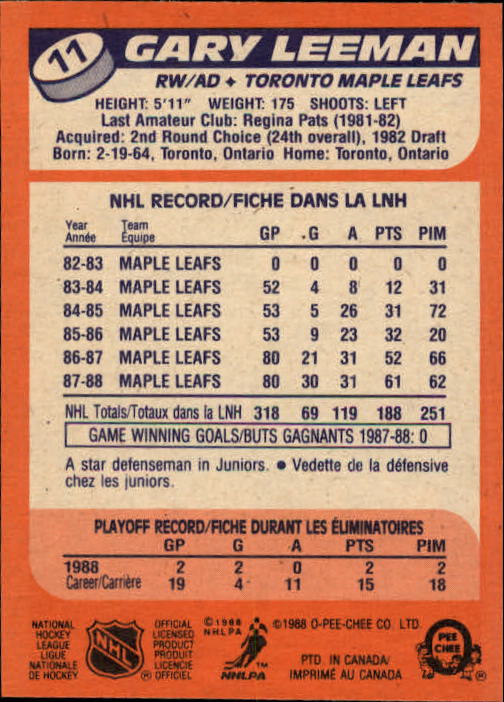 11 GARY LEEMAN
RW/AD ♦ TORONTO MAPLE LEAFS
HEIGHT: 5'11" WEIGHT: 175 SHOOTS: LEFT
Last Amateur Club: Regina Pats (1981-82)
Acquired: 2nd Round Choice (24th overall), 1982 Draft
Born: 2-19-64, Toronto, Ontario Home: Toronto, Ontario
NHL RECORD/FICHE DANS LA LNH
Year Team
Année Équipe GP G A PTS PIM
82-83 MAPLE LEAFS 0 0 0 0 0
83-84 MAPLE LEAFS 52 4 8 12 31
84-85 MAPLE LEAFS 53 5 26 31 72
85-86 MAPLE LEAFS 53 9 23 32 20
86-87 MAPLE LEAFS 80 21 31 52 66
87-88 MAPLE LEAFS 80 30 31 61 62
NHL Totals/Totaux dans la LNH 318 69 119 188 251
GAME WINNING GOALS/BUTS GAGNANTS 1987-88: 0
A star defenseman in Juniors. ● Vedette de la défensive
chez les juniors.
PLAYOFF RECORD/FICHE DURANT LES ÉLIMINATOIRES
GP G A PTS PIM
1988 2 2 0 2 2
Career/Carrière 19 4 11 15 18
NATIONAL
HOCKEY
LEAGUE
LIGUE
NATIONALE
DE HOCKEY
NHL
®
OFFICIAL
LICENSED
PRODUCT
PRODUIT
LICENCIÉ
OFFICIEL
© 1988
NHLPA
NHLPA
™
©1988 O-PEE-CHEE CO. LTD.
PTD. IN CANADA/
IMPRIMÉ AU CANADA
O
PEE
CHEE
®